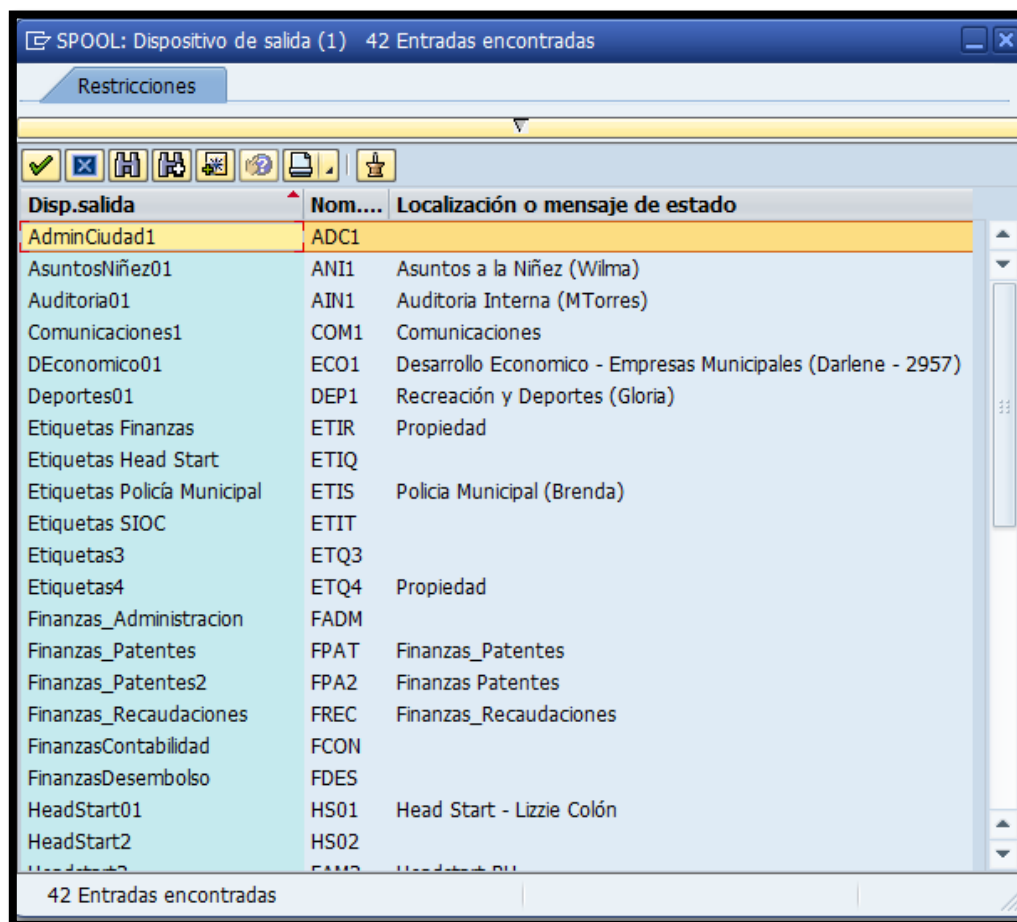 SPOOL: Dispositivo de salida (1) 42 Entradas encontradas
Restricciones
Disp.salida Nom.... Localización o mensaje de estado
AdminCiudad1 ADC1
AsuntosNiñez01 ANI1 Asuntos a la Niñez (Wilma)
Auditoria01 AIN1 Auditoria Interna (MTorres)
Comunicaciones1 COM1 Comunicaciones
DEconomico01 ECO1 Desarrollo Economico - Empresas Municipales (Darlene - 2957)
Deportes01 DEP1 Recreación y Deportes (Gloria)
Etiquetas Finanzas ETIR Propiedad
Etiquetas Head Start ETIQ
Etiquetas Policía Municipal ETIS Policia Municipal (Brenda)
Etiquetas SIOC ETIT
Etiquetas3 ETQ3
Etiquetas4 ETQ4 Propiedad
Finanzas_Administracion FADM
Finanzas_Patentes FPAT Finanzas_Patentes
Finanzas_Patentes2 FPA2 Finanzas Patentes
Finanzas_Recaudaciones FREC Finanzas_Recaudaciones
FinanzasContabilidad FCON
FinanzasDesembolso FDES
HeadStart01 HS01 Head Start - Lizzie Colón
HeadStart2 HS02
42 Entradas encontradas